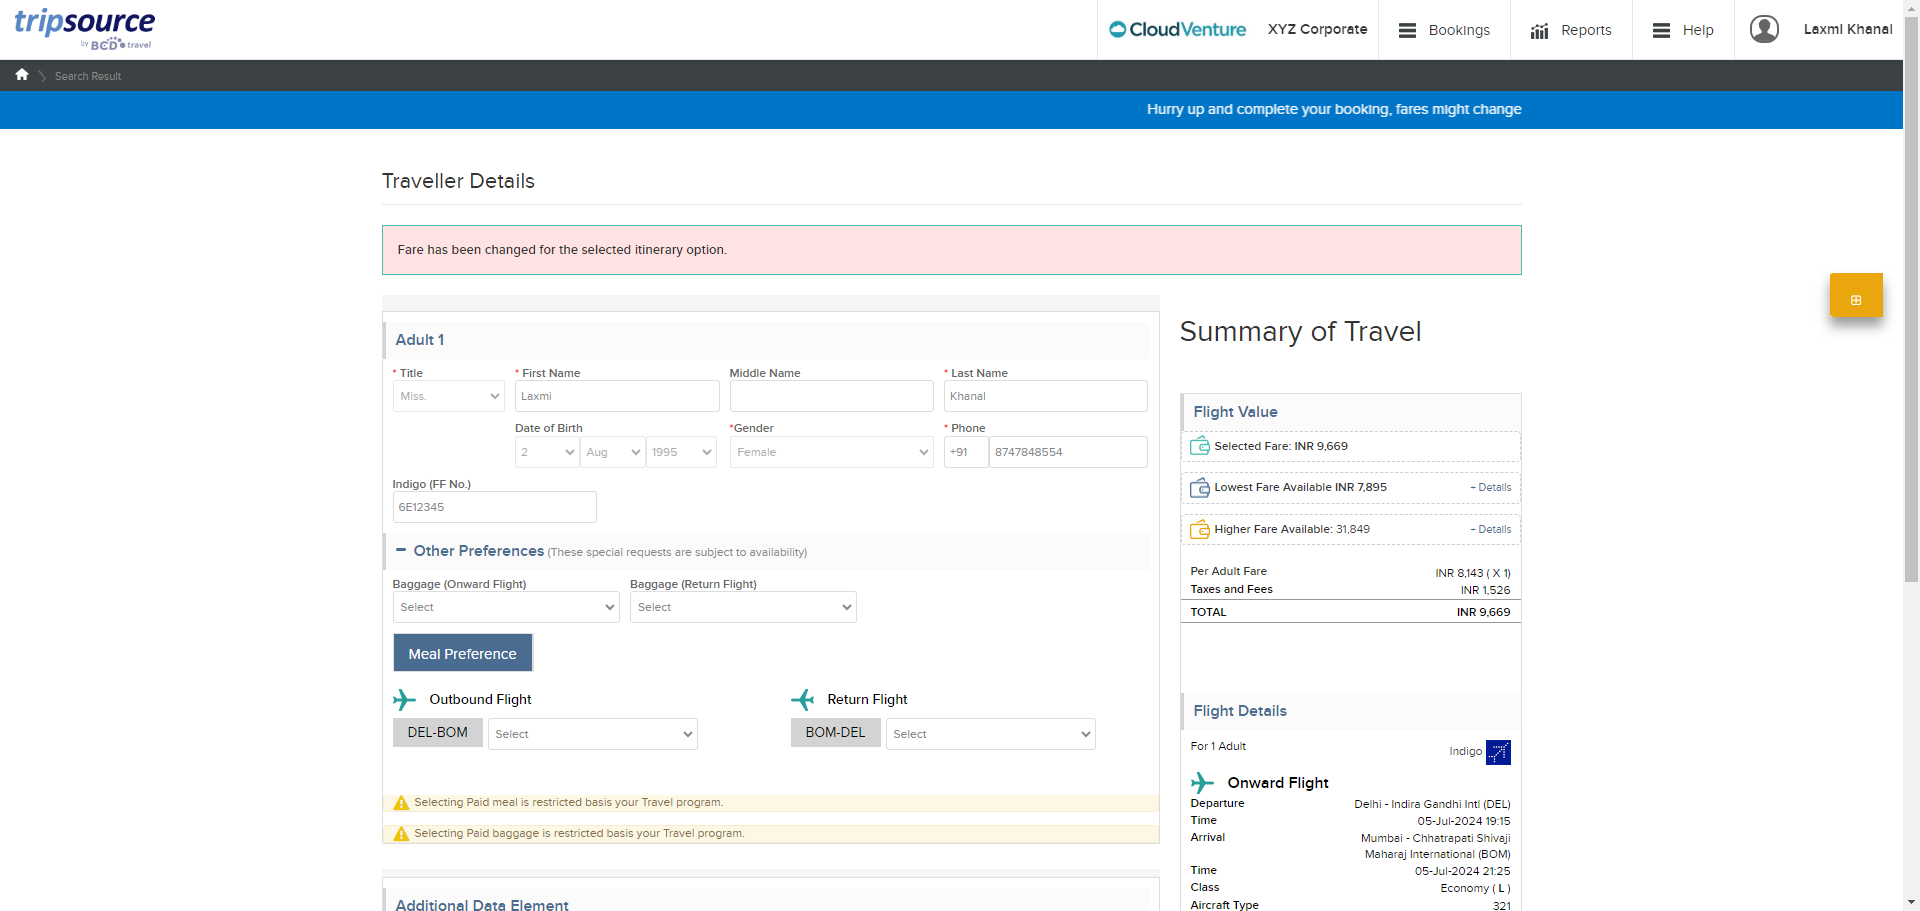 tripsource
by BCD travel
CloudVenture
XYZ Corporate
Bookings
Reports
Help
Laxmi Khanal
Search Result
Hurry up and complete your booking, fares might change
Traveller Details
Fare has been changed for the selected itinerary option.
Adult 1
* Title
* First Name
Middle Name
* Last Name
Miss.
Laxmi
Khanal
Date of Birth
*Gender
* Phone
2
Aug
1995
Female
+91
8747848554
Indigo (FF No.)
6E12345
Other Preferences (These special requests are subject to availability)
Baggage (Onward Flight)
Baggage (Return Flight)
Select
Select
Meal Preference
Outbound Flight
Return Flight
DEL-BOM
Select
BOM-DEL
Select
Selecting Paid meal is restricted basis your Travel program.
Selecting Paid baggage is restricted basis your Travel program.
Additional Data Element
Summary of Travel
Flight Value
Selected Fare: INR 9,669
Lowest Fare Available INR 7,895 + Details
Higher Fare Available: 31,849 + Details
Per Adult Fare INR 8,143 ( X 1)
Taxes and Fees INR 1,526
TOTAL INR 9,669
Flight Details
For 1 Adult Indigo
Onward Flight
Departure Delhi - Indira Gandhi Intl (DEL)
Time 05-Jul-2024 19:15
Arrival Mumbai - Chhatrapati Shivaji
Maharaj International (BOM)
Time 05-Jul-2024 21:25
Class Economy ( L )
Aircraft Type 321